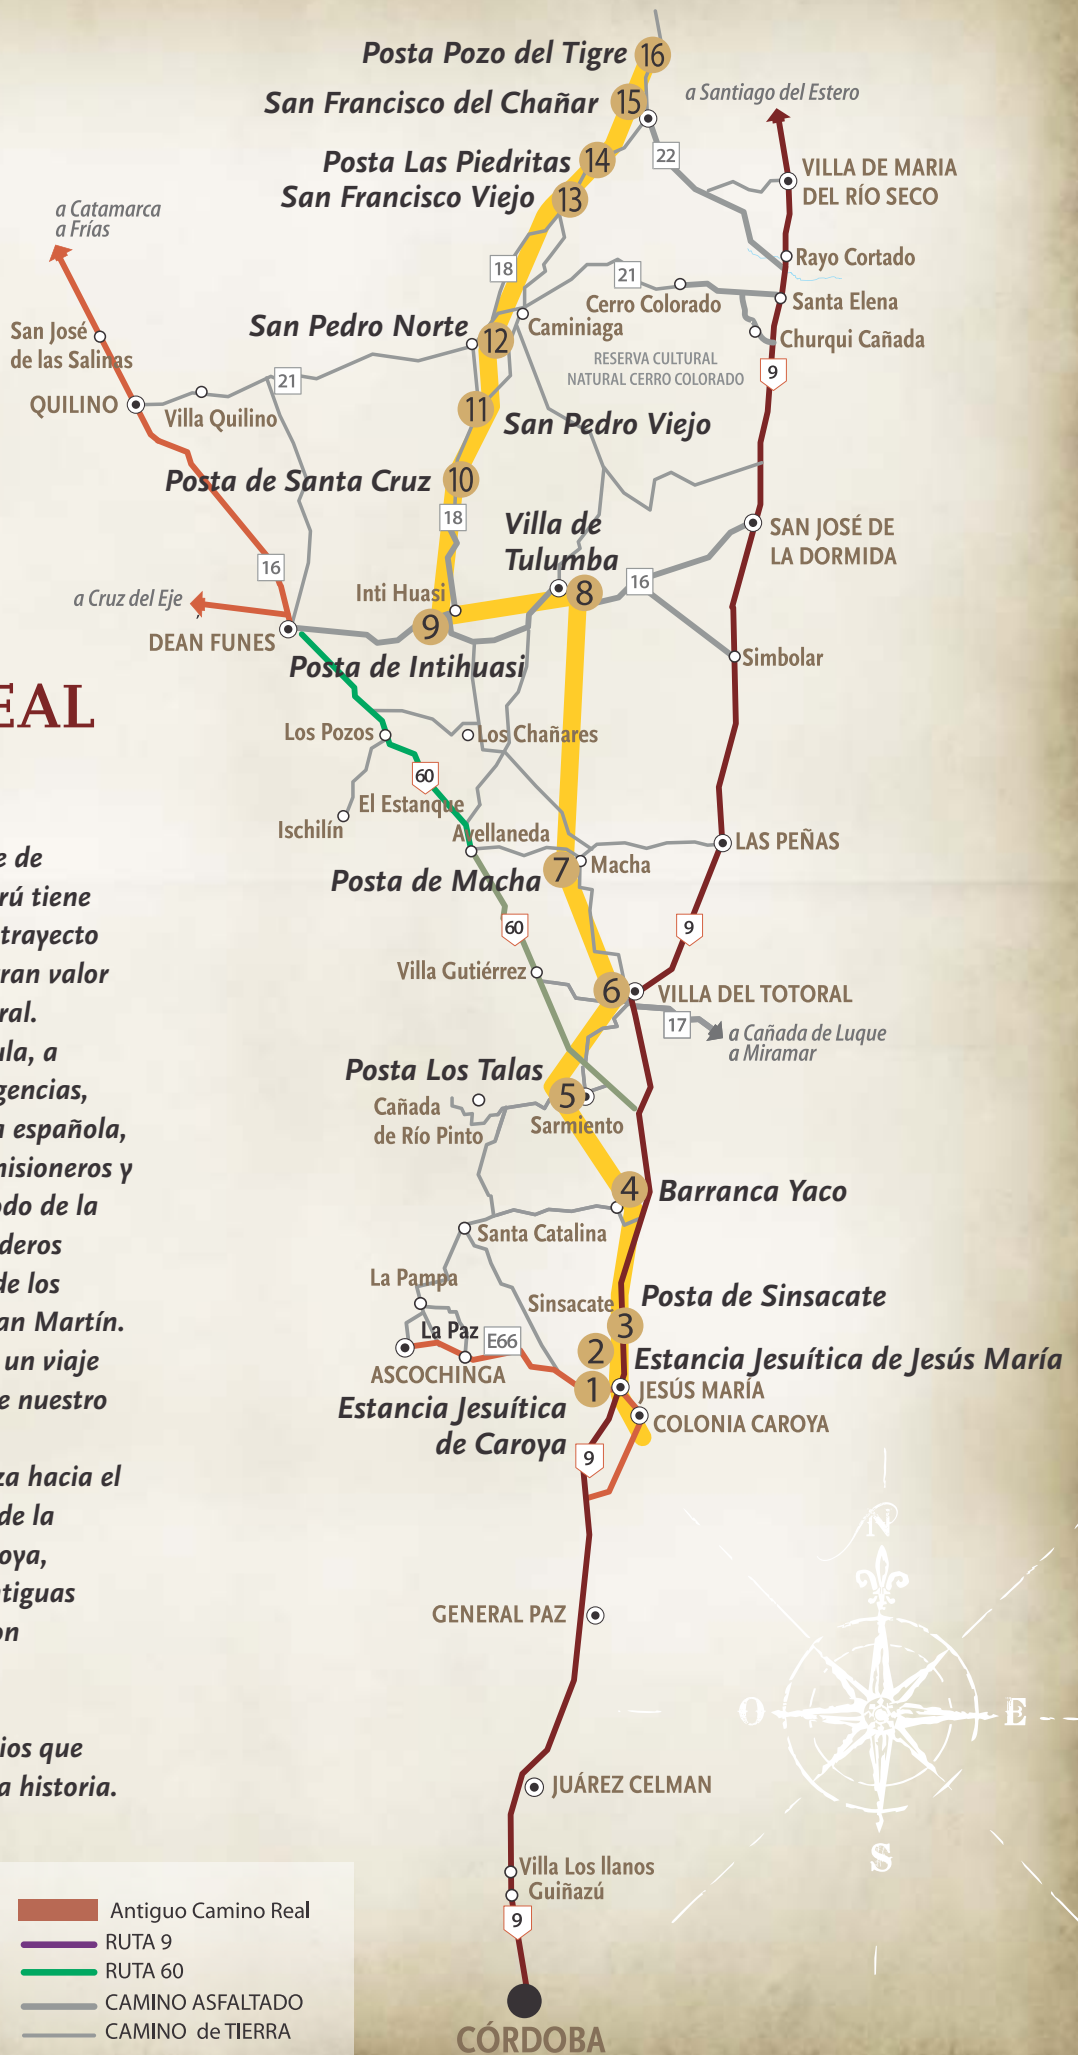 Posta Pozo del Tigre
16
San Francisco del Chañar
15
a Santiago del Estero
Posta Las Piedritas
14
22
VILLA DE MARIA
DEL RÍO SECO
San Francisco Viejo
13
a Catamarca
a Frías
18
21
Rayo Cortado
Cerro Colorado
Santa Elena
San Pedro Norte
12
Caminiaga
Churqui Cañada
San José
de las Salinas
RESERVA CULTURAL
NATURAL CERRO COLORADO
9
21
QUILINO
Villa Quilino
11
San Pedro Viejo
Posta de Santa Cruz
10
18
Villa de
Tulumba
SAN JOSÉ DE
LA DORMIDA
16
16
a Cruz del Eje
Inti Huasi
8
9
DEAN FUNES
Posta de Intihuasi
Simbolar
EAL
Los Pozos
Los Chañares
60
El Estanque
Ischilín
Avellaneda
LAS PEÑAS
7
Macha
Posta de Macha
60
9
Villa Gutiérrez
6
VILLA DEL TOTORAL
17
a Cañada de Luque
a Miramar
Posta Los Talas
5
Cañada
de Río Pinto
Sarmiento
4
Barranca Yaco
Santa Catalina
La Pampa
Sinsacate
Posta de Sinsacate
3
La Paz
E66
2
Estancia Jesuítica de Jesús María
ASCOCHINGA
1
JESÚS MARÍA
Estancia Jesuítica
de Caroya
COLONIA CAROYA
9
e de
rú tiene
trayecto
ran valor
ral.
ula, a
gencias,
a española,
nisioneros y
odo de la
deros
de los
an Martín.
un viaje
e nuestro
za hacia el
de la
oya,
ntiguas
on
ios que
a historia.
N
GENERAL PAZ
O
E
JUÁREZ CELMAN
S
Villa Los llanos
Guiñazú
9
CÓRDOBA
Antiguo Camino Real
RUTA 9
RUTA 60
CAMINO ASFALTADO
CAMINO de TIERRA